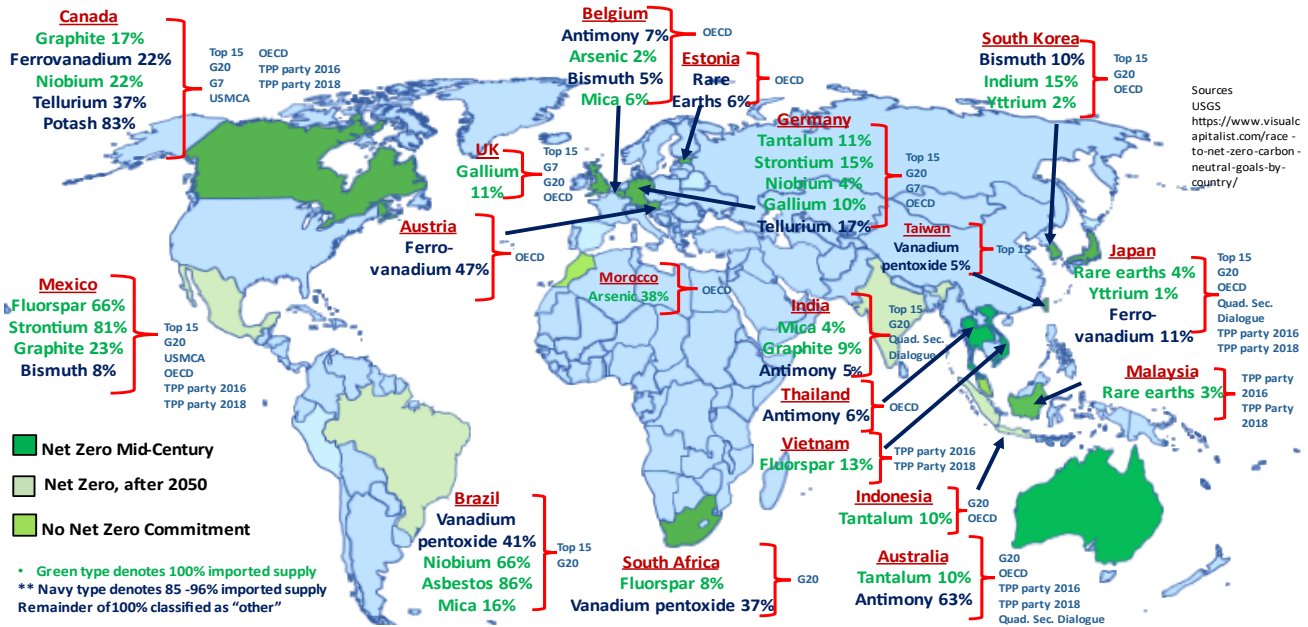 Canada
Graphite 17%
Ferrovanadium 22%
Niobium 22%
Tellurium 37%
Potash 83%
Top 15
G20
G7
USMCA
OECD
TPP party 2016
TPP party 2018
Belgium
Antimony 7%
Arsenic 2%
Bismuth 5%
Mica 6%
OECD
Estonia
Rare
Earths 6%
OECD
South Korea
Bismuth 10%
Indium 15%
Yttrium 2%
Top 15
G20
OECD
Sources
USGS
https://www.visualc
apitalist.com/race -
to-net-zero-carbon -
neutral-goals-by-
country/
UK
Gallium
11%
Top 15
G7
G20
OECD
Germany
Tantalum 11%
Strontium 15%
Niobium 4%
Gallium 10%
Tellurium 17%
Top 15
G20
G7
OECD
Austria
Ferro-
vanadium 47%
OECD
Taiwan
Vanadium
pentoxide 5%
Top 15
Japan
Rare earths 4%
Yttrium 1%
Ferro-
vanadium 11%
Top 15
G20
OECD
Quad. Sec.
Dialogue
TPP party 2016
TPP party 2018
Mexico
Fluorspar 66%
Strontium 81%
Graphite 23%
Bismuth 8%
Top 15
G20
USMCA
OECD
TPP party 2016
TPP party 2018
Morocco
Arsenic 38%
OECD
India
Mica 4%
Graphite 9%
Antimony 5%
Top 15
G20
Quad. Sec.
Dialogue
Thailand
Antimony 6%
OECD
Malaysia
Rare earths 3%
TPP party
2016
TPP Party
2018
Vietnam
Fluorspar 13%
TPP party 2016
TPP Party 2018
Indonesia
Tantalum 10%
G20
OECD
Net Zero Mid-Century
Net Zero, after 2050
No Net Zero Commitment
Brazil
Vanadium
pentoxide 41%
Niobium 66%
Asbestos 86%
Mica 16%
Top 15
G20
South Africa
Fluorspar 8%
Vanadium pentoxide 37%
G20
Australia
Tantalum 10%
Antimony 63%
G20
OECD
TPP party 2016
TPP party 2018
Quad. Sec. Dialogue
• Green type denotes 100% imported supply
** Navy type denotes 85 -96% imported supply
Remainder of 100% classified as “other”